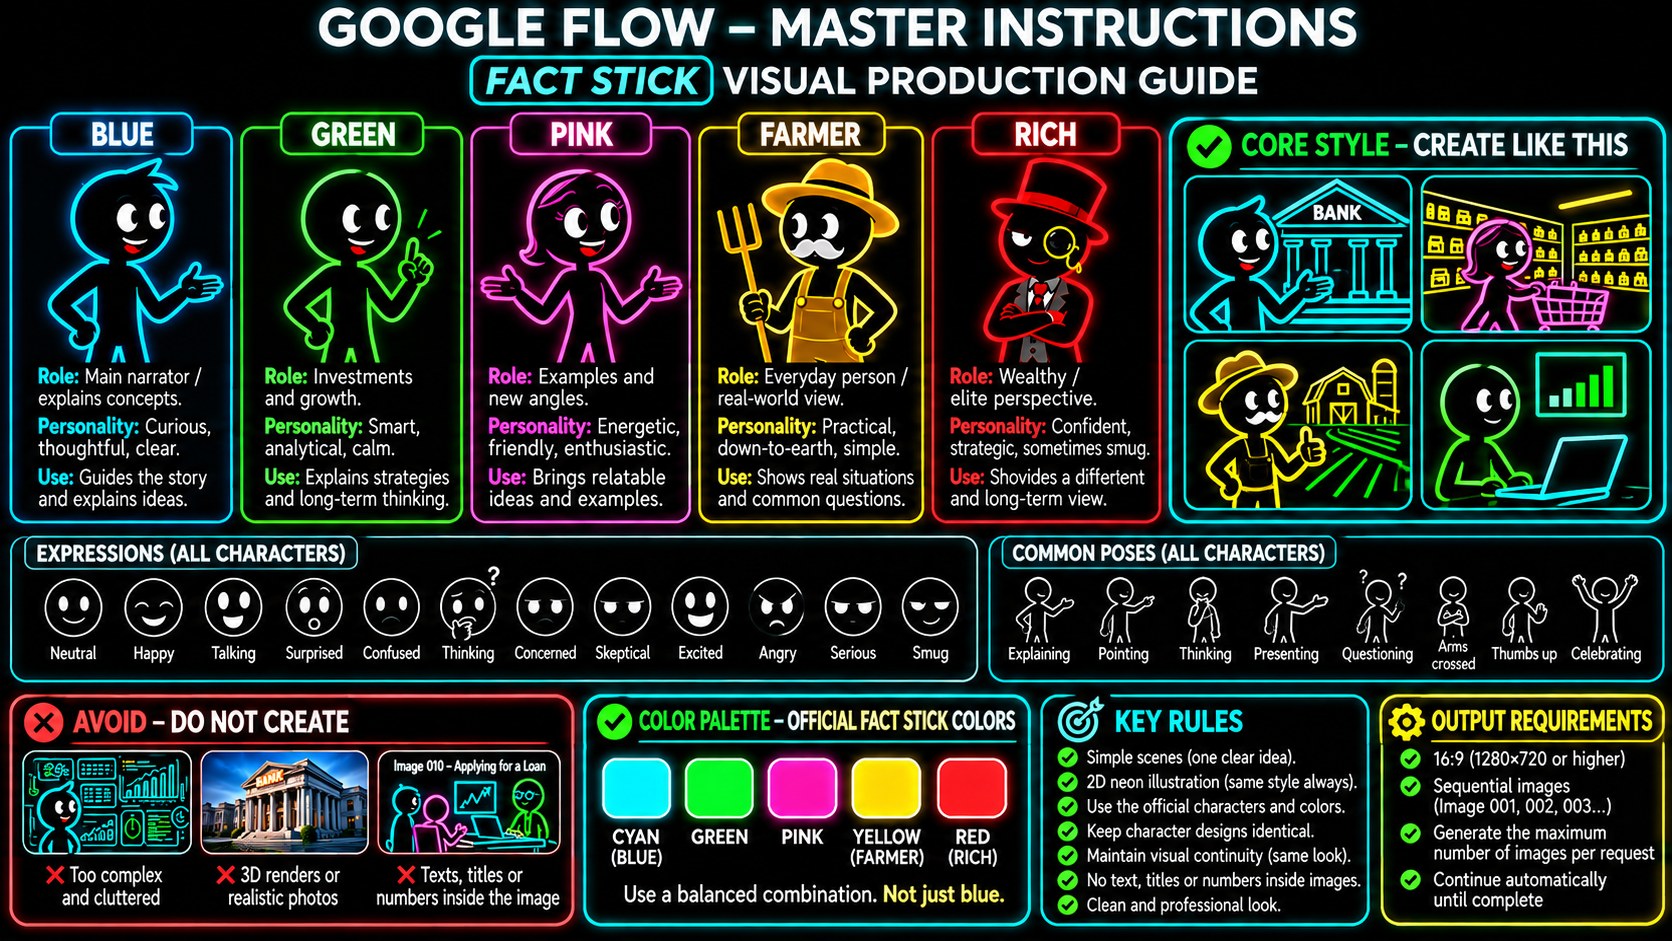 GOOGLE FLOW – MASTER INSTRUCTIONS
FACT STICK VISUAL PRODUCTION GUIDE
BLUE
Role: Main narrator /
explains concepts.
Personality: Curious,
thoughtful, clear.
Use: Guides the story
and explains ideas.
GREEN
Role: Investments
and growth.
Personality: Smart,
analytical, calm.
Use: Explains strategies
and long-term thinking.
PINK
Role: Examples and
new angles.
Personality: Energetic,
friendly, enthusiastic.
Use: Brings relatable
ideas and examples.
FARMER
Role: Everyday person /
real-world view.
Personality: Practical,
down-to-earth, simple.
Use: Shows real situations
and common questions.
RICH
Role: Wealthy /
elite perspective.
Personality: Confident,
strategic, sometimes smug.
Use: Shovides a different
and long-term view.
CORE STYLE – CREATE LIKE THIS
BANK
EXPRESSIONS (ALL CHARACTERS)
?
Neutral
Happy
Talking
Surprised
Confused
Thinking
Concerned
Skeptical
Excited
Angry
Serious
Smug
COMMON POSES (ALL CHARACTERS)
? ?
Explaining
Pointing
Thinking
Presenting
Questioning
Arms
crossed
Thumbs up
Celebrating
AVOID – DO NOT CREATE
BANK
Image 010 – Applying for a Loan
Too complex
and cluttered
3D renders or
realistic photos
Texts, titles or
numbers inside the image
COLOR PALETTE – OFFICIAL FACT STICK COLORS
CYAN
(BLUE)
GREEN
PINK
YELLOW
(FARMER)
RED
(RICH)
Use a balanced combination. Not just blue.
KEY RULES
Simple scenes (one clear idea).
2D neon illustration (same style always).
Use the official characters and colors.
Keep character designs identical.
Maintain visual continuity (same look).
No text, titles or numbers inside images.
Clean and professional look.
OUTPUT REQUIREMENTS
16:9 (1280×720 or higher)
Sequential images
(Image 001, 002, 003...)
Generate the maximum
number of images per request
Continue automatically
until complete